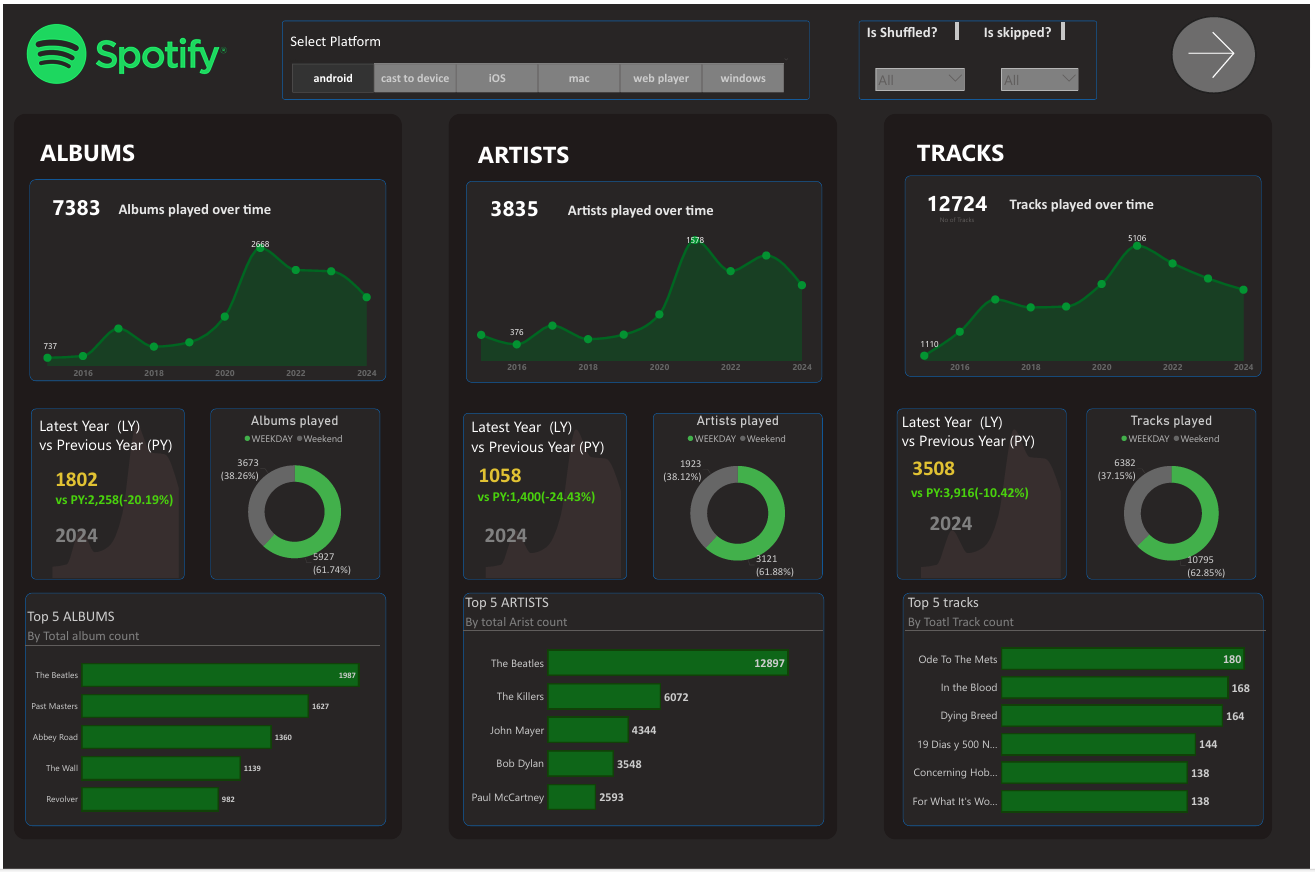 Spotify®
Select Platform
android cast to device iOS mac web player windows
Is Shuffled? Is skipped?
All All
ALBUMS
7383 Albums played over time
2668
737
2016 2018 2020 2022 2024
Latest Year (LY)
vs Previous Year (PY)
1802
vs PY:2,258(-20.19%)
2024
Albums played
WEEKDAY Weekend
3673
(38.26%)
5927
(61.74%)
Top 5 ALBUMS
By Total album count
The Beatles 1987
Past Masters 1627
Abbey Road 1360
The Wall 1139
Revolver 982
ARTISTS
3835 Artists played over time
1578
376
2016 2018 2020 2022 2024
Latest Year (LY)
vs Previous Year (PY)
1058
vs PY:1,400(-24.43%)
2024
Artists played
WEEKDAY Weekend
1923
(38.12%)
3121
(61.88%)
Top 5 ARTISTS
By total Arist count
The Beatles 12897
The Killers 6072
John Mayer 4344
Bob Dylan 3548
Paul McCartney 2593
TRACKS
12724 Tracks played over time
No of Tracks
5106
1110
2016 2018 2020 2022 2024
Latest Year (LY)
vs Previous Year (PY)
3508
vs PY:3,916(-10.42%)
2024
Tracks played
WEEKDAY Weekend
6382
(37.15%)
10795
(62.85%)
Top 5 tracks
By Toatl Track count
Ode To The Mets 180
In the Blood 168
Dying Breed 164
19 Dias y 500 N... 144
Concerning Hob... 138
For What It's Wo... 138